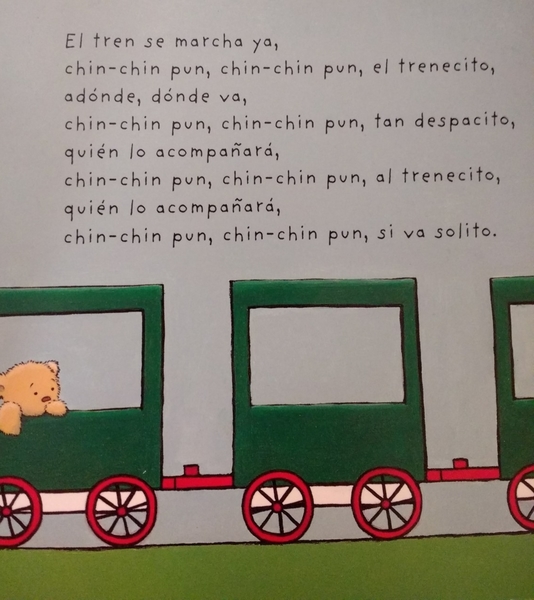 El tren se marcha ya,
chin-chin pun, chin-chin pun, el trenecito,
adónde, dónde va,
chin-chin pun, chin-chin pun, tan despacito,
quién lo acompañará,
chin-chin pun, chin-chin pun, al trenecito,
quién lo acompañará,
chin-chin pun, chin-chin pun, si va solito.